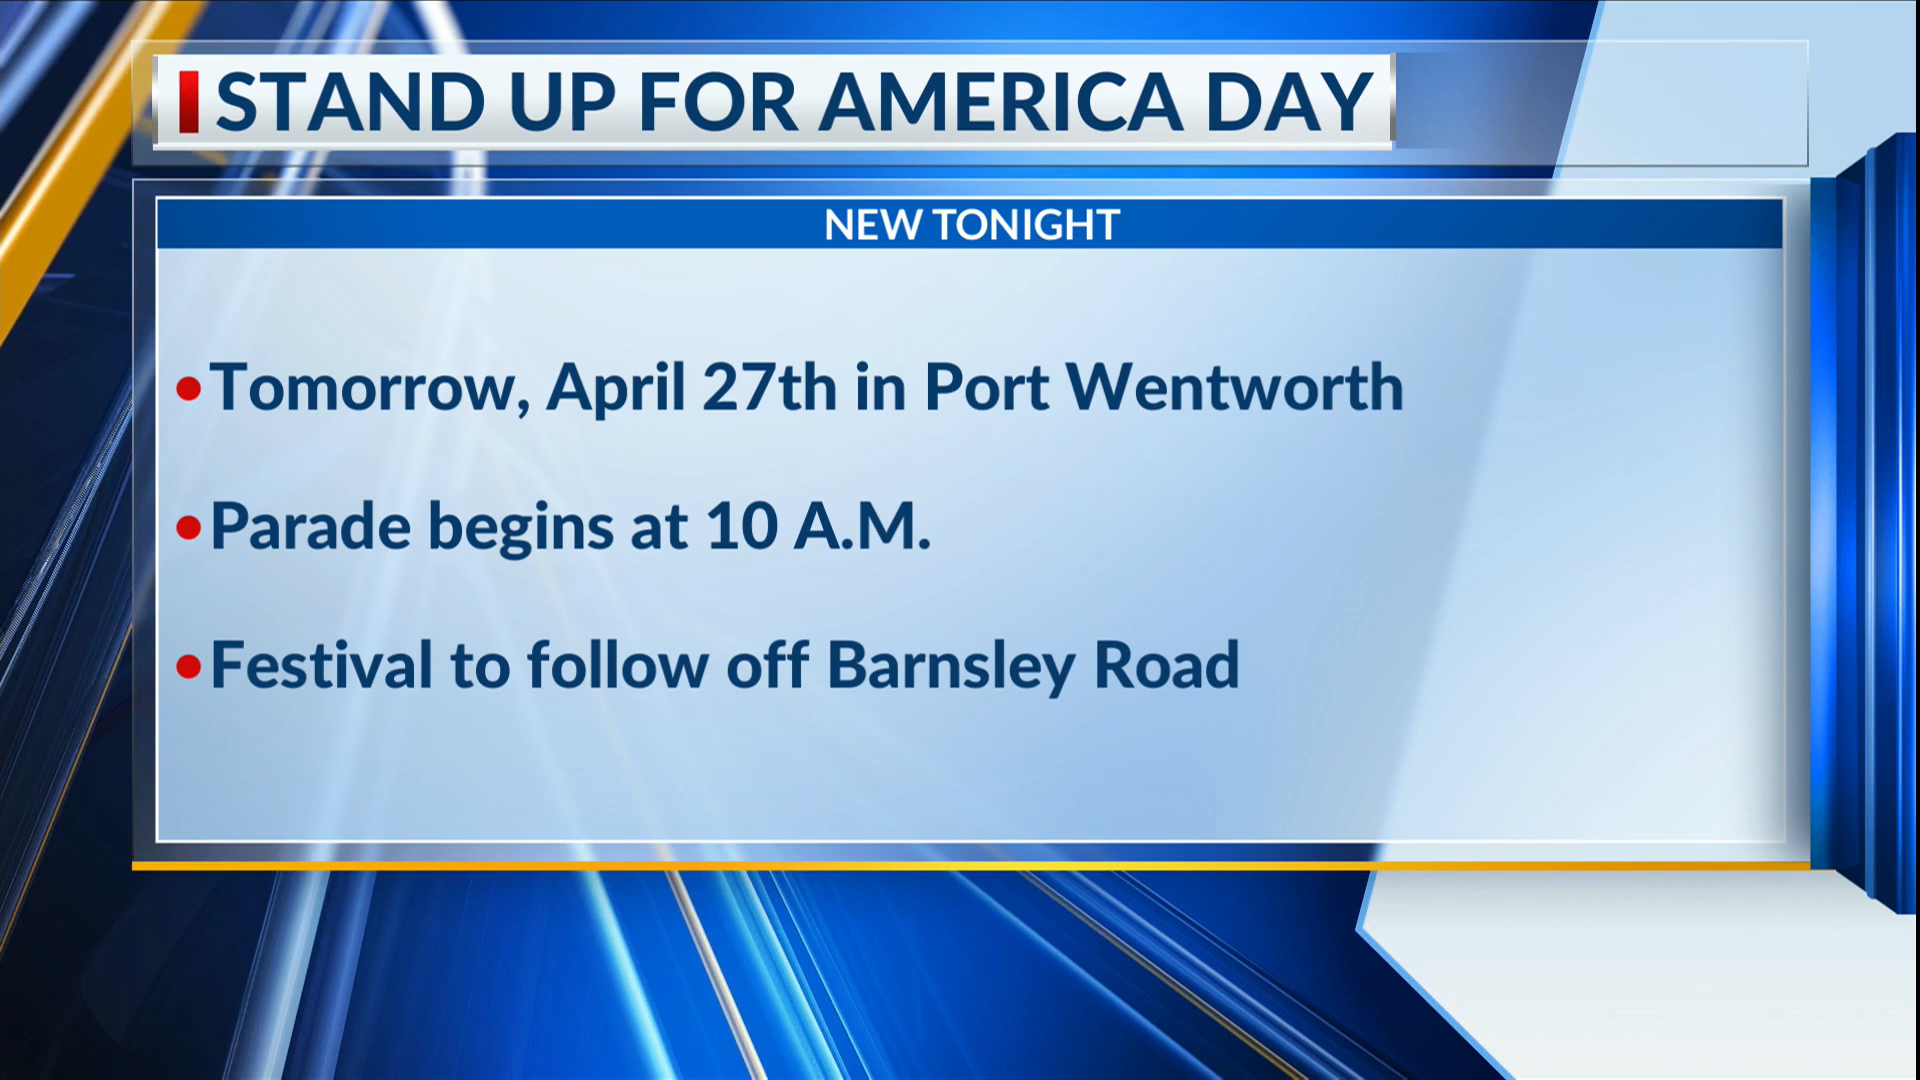 STAND UP FOR AMERICA DAY
NEW TONIGHT
•Tomorrow, April 27th in Port Wentworth
•Parade begins at 10 A.M.
•Festival to follow off Barnsley Road